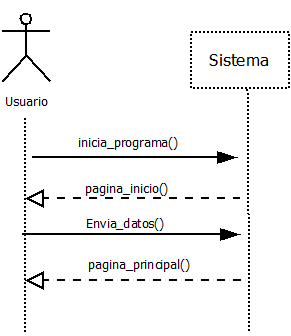 Sistema
Usuario
inicia_programa()
pagina_inicio()
Envia_datos()
pagina_principal()